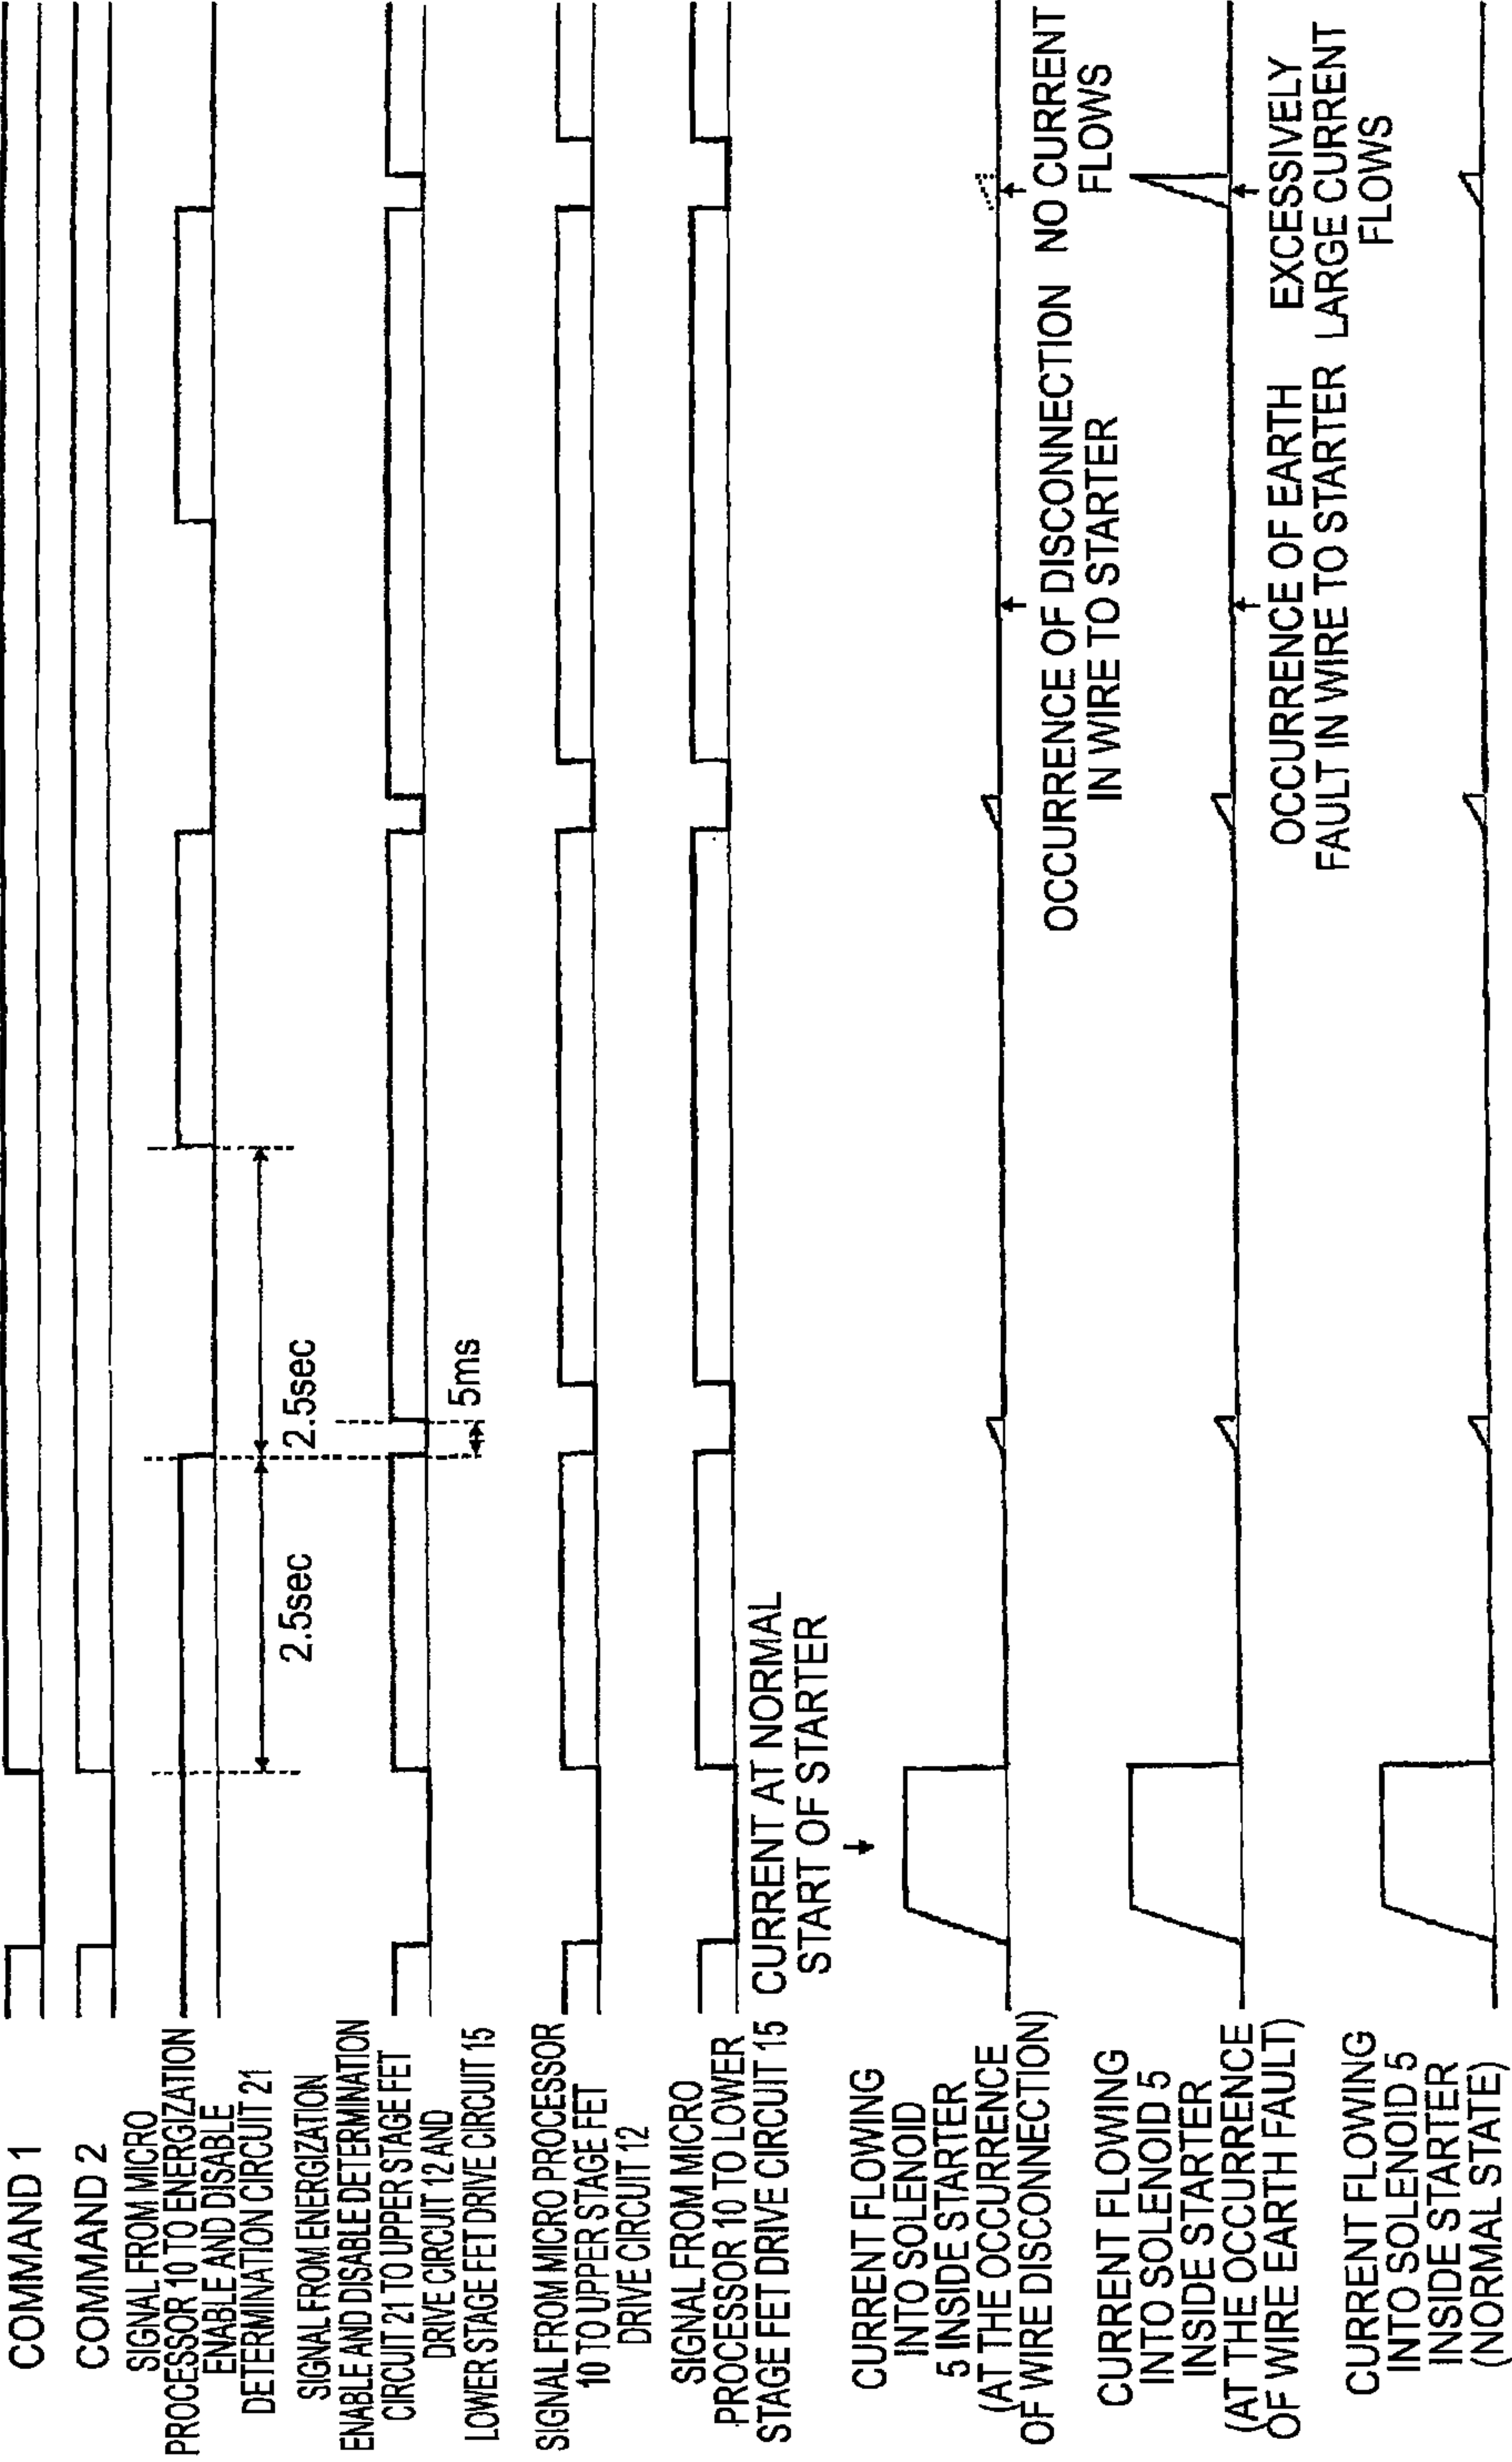 COMMAND 1
COMMAND 2
SIGNAL FROM MICRO
PROCESSOR 10 TO ENERGIZATION
ENABLE AND DISABLE
DETERMINATION CIRCUIT 21
2.5sec
2.5sec
SIGNAL FROM ENERGIZATION
ENABLE AND DISABLE DETERMINATION
CIRCUIT 21 TO UPPER STAGE FET
DRIVE CIRCUIT 12 AND
LOWER STAGE FET DRIVE CIRCUIT 15
5ms
SIGNAL FROM MICRO PROCESSOR
10 TO UPPER STAGE FET
DRIVE CIRCUIT 12
SIGNAL FROM MICRO
PROCESSOR 10 TO LOWER
STAGE FET DRIVE CIRCUIT 15
CURRENT AT NORMAL
START OF STARTER
CURRENT FLOWING
INTO SOLENOID
5 INSIDE STARTER
(AT THE OCCURRENCE
OF WIRE DISCONNECTION)
OCCURRENCE OF DISCONNECTION
IN WIRE TO STARTER
NO CURRENT
FLOWS
CURRENT FLOWING
INTO SOLENOID 5
INSIDE STARTER
(AT THE OCCURRENCE
OF WIRE EARTH FAULT)
OCCURRENCE OF EARTH
FAULT IN WIRE TO STARTER
EXCESSIVELY
LARGE CURRENT
FLOWS
CURRENT FLOWING
INTO SOLENOID 5
INSIDE STARTER
(NORMAL STATE)